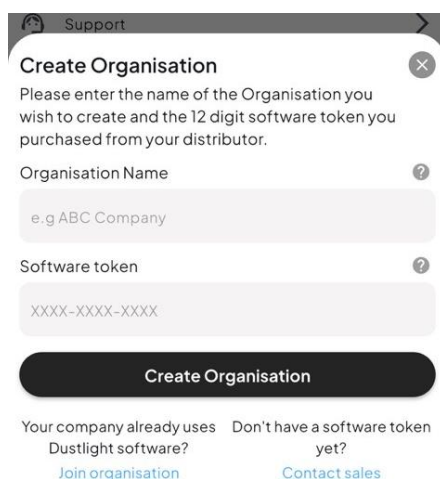 Support
Create Organisation
Please enter the name of the Organisation you
wish to create and the 12 digit software token you
purchased from your distributor.
Organisation Name
?
e.g ABC Company
Software token
?
XXXX-XXXX-XXXX
Create Organisation
Your company already uses
Dustlight software?
Join organisation
Don't have a software token
yet?
Contact sales